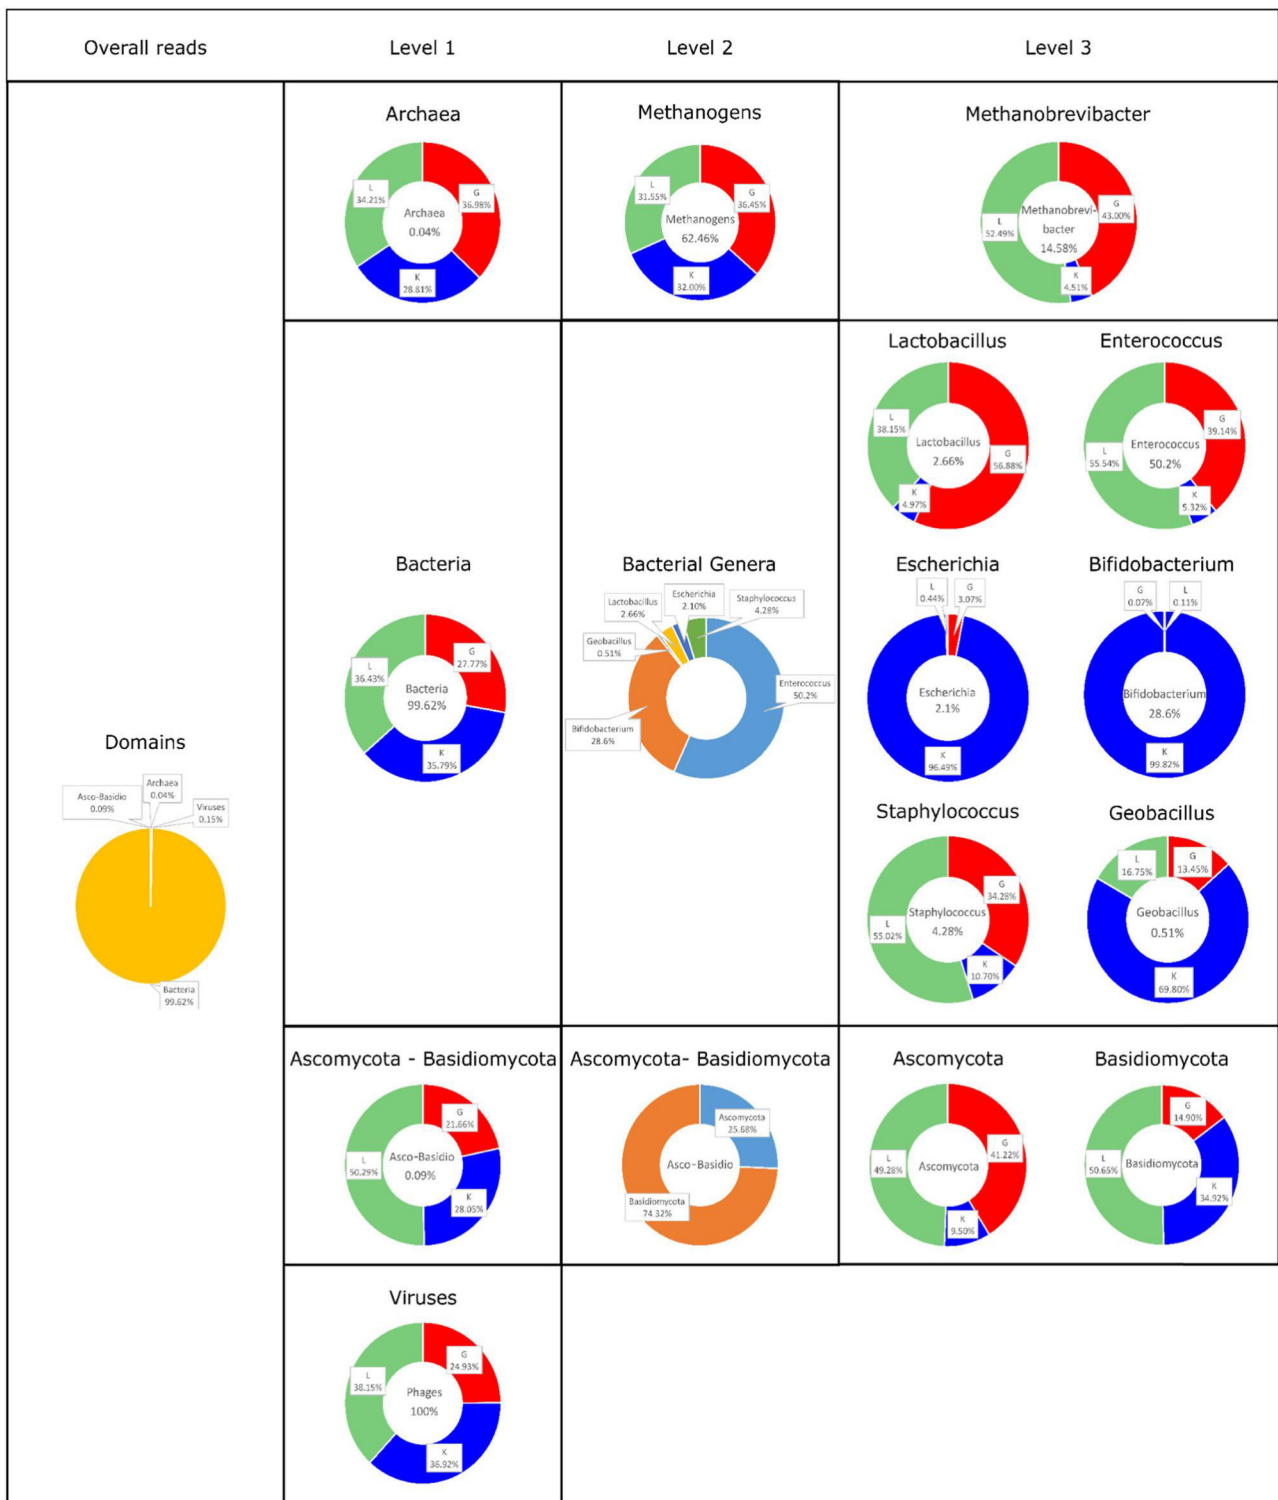 Overall reads
Level 1
Level 2
Level 3
Domains
Asco-Basidio
0.09%
Archaea
0.04%
Viruses
0.15%
Bacteria
99.62%
Archaea
L
34.21%
G
36.98%
Archaea
0.04%
K
28.81%
Methanogens
L
31.55%
G
36.45%
Methanogens
62.46%
K
32.00%
Methanobrevibacter
L
52.49%
G
43.00%
Methanobrevi-
bacter
14.58%
K
4.51%
Bacteria
L
36.43%
G
27.77%
Bacteria
99.62%
K
35.79%
Bacterial Genera
Lactobacillus
2.66%
Escherichia
2.10%
Staphylococcus
4.28%
Geobacillus
0.51%
Enterococcus
50.2%
Bifidobacterium
28.6%
Lactobacillus
L
38.15%
Lactobacillus
2.66%
G
56.88%
K
4.97%
Enterococcus
G
39.14%
L
55.54%
Enterococcus
50.2%
K
5.32%
Escherichia
L
0.44%
G
3.07%
Escherichia
2.1%
K
96.49%
Bifidobacterium
G
0.07%
L
0.11%
Bifidobacterium
28.6%
K
99.82%
Staphylococcus
G
34.28%
L
55.02%
Staphylococcus
4.28%
K
10.70%
Geobacillus
L
16.75%
G
13.45%
Geobacillus
0.51%
K
69.80%
Ascomycota - Basidiomycota
G
21.66%
L
50.29%
Asco-Basidio
0.09%
K
28.05%
Ascomycota- Basidiomycota
Ascomycota
25.68%
Asco-Basidio
Basidiomycota
74.32%
Ascomycota
L
49.28%
G
41.22%
Ascomycota
K
9.50%
Basidiomycota
G
14.90%
L
50.65%
Basidiomycota
K
34.92%
Viruses
G
24.93%
L
38.15%
Phages
100%
K
36.92%